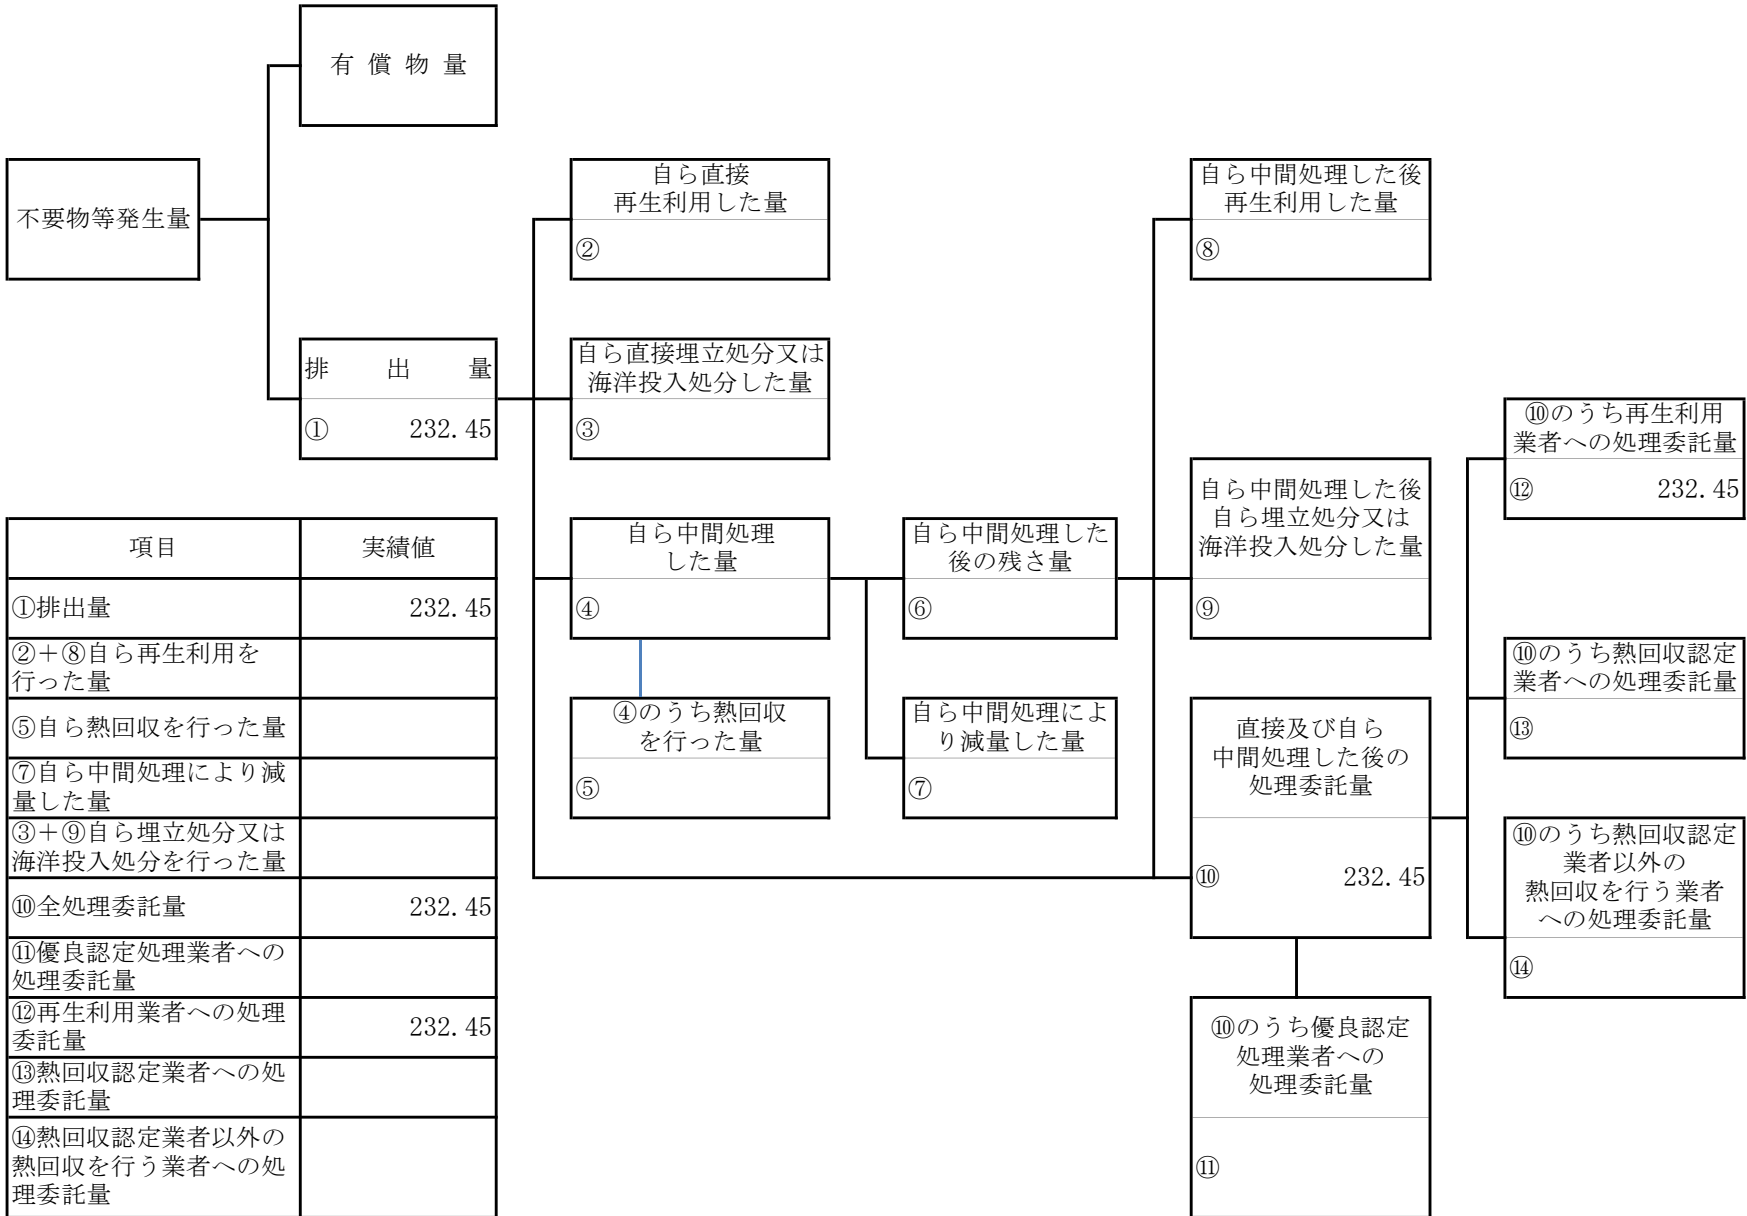 有償物量
不要物等発生量
自ら直接
再生利用した量
②
自ら中間処理した後
再生利用した量
⑧
排出量
① 232.45
自ら直接埋立処分又は
海洋投入処分した量
③
⑩のうち再生利用
業者への処理委託量
⑫ 232.45
自ら中間処理した後
自ら埋立処分又は
海洋投入処分した量
⑨
自ら中間処理
した量
④
自ら中間処理した
後の残さ量
⑥
⑩のうち熱回収認定
業者への処理委託量
⑬
④のうち熱回収
を行った量
⑤
自ら中間処理によ
り減量した量
⑦
直接及び自ら
中間処理した後の
処理委託量
⑩ 232.45
⑩のうち熱回収認定
業者以外の
熱回収を行う業者
への処理委託量
⑭
⑩のうち優良認定
処理業者への
処理委託量
⑪
項目 実績値
①排出量 232.45
②＋⑧自ら再生利用を
行った量
⑤自ら熱回収を行った量
⑦自ら中間処理により減
量した量
③＋⑨自ら埋立処分又は
海洋投入処分を行った量
⑩全処理委託量 232.45
⑪優良認定処理業者への
処理委託量
⑫再生利用業者への処理
委託量 232.45
⑬熱回収認定業者への処
理委託量
⑭熱回収認定業者以外の
熱回収を行う業者への処
理委託量